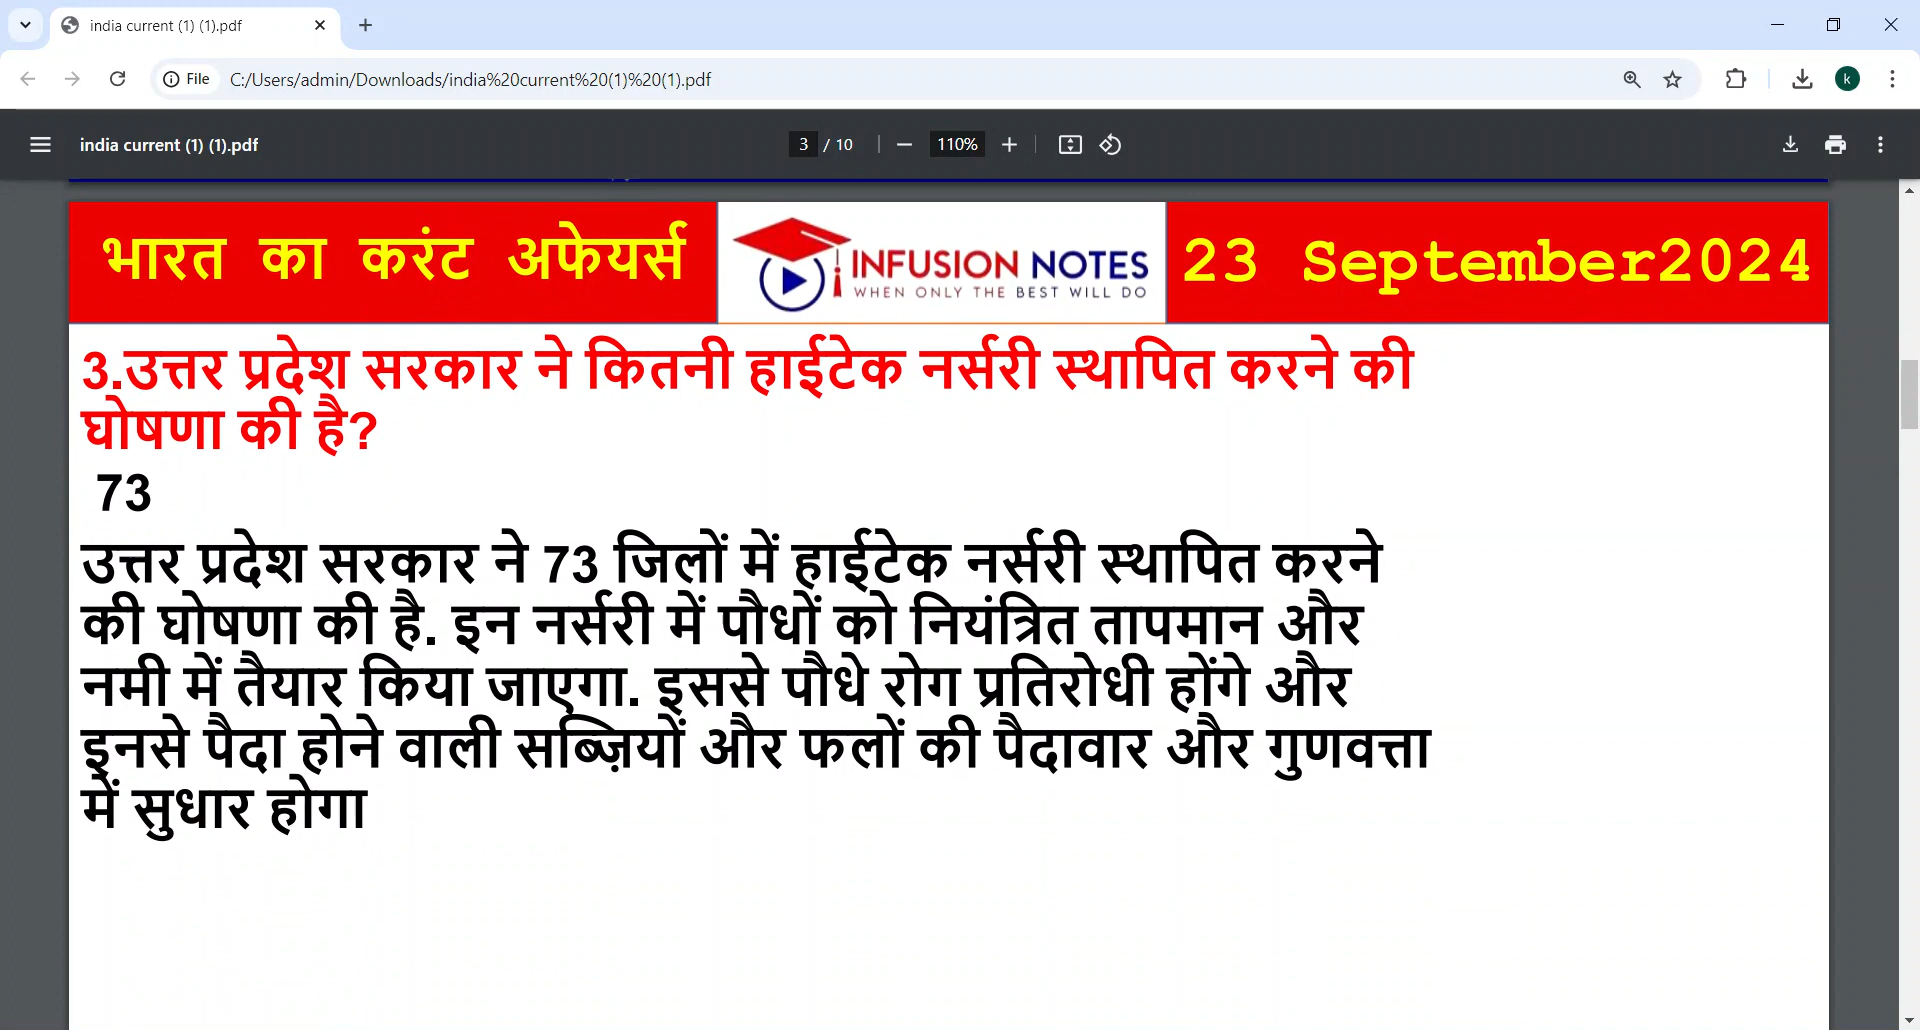 india current (1) (1).pdf
File C:/Users/admin/Downloads/india%20current%20(1)%20(1).pdf
k
india current (1) (1).pdf 3 / 10 110%
भारत का करंट अफेयर्स
INFUSION NOTES
WHEN ONLY THE BEST WILL DO
23 September2024
3.उत्तर प्रदेश सरकार ने कितनी हाईटेक नर्सरी स्थापित करने की
घोषणा की है?
73
उत्तर प्रदेश सरकार ने 73 जिलों में हाईटेक नर्सरी स्थापित करने
की घोषणा की है. इन नर्सरी में पौधों को नियंत्रित तापमान और
नमी में तैयार किया जाएगा. इससे पौधे रोग प्रतिरोधी होंगे और
इनसे पैदा होने वाली सब्ज़ियों और फलों की पैदावार और गुणवत्ता
में सुधार होगा